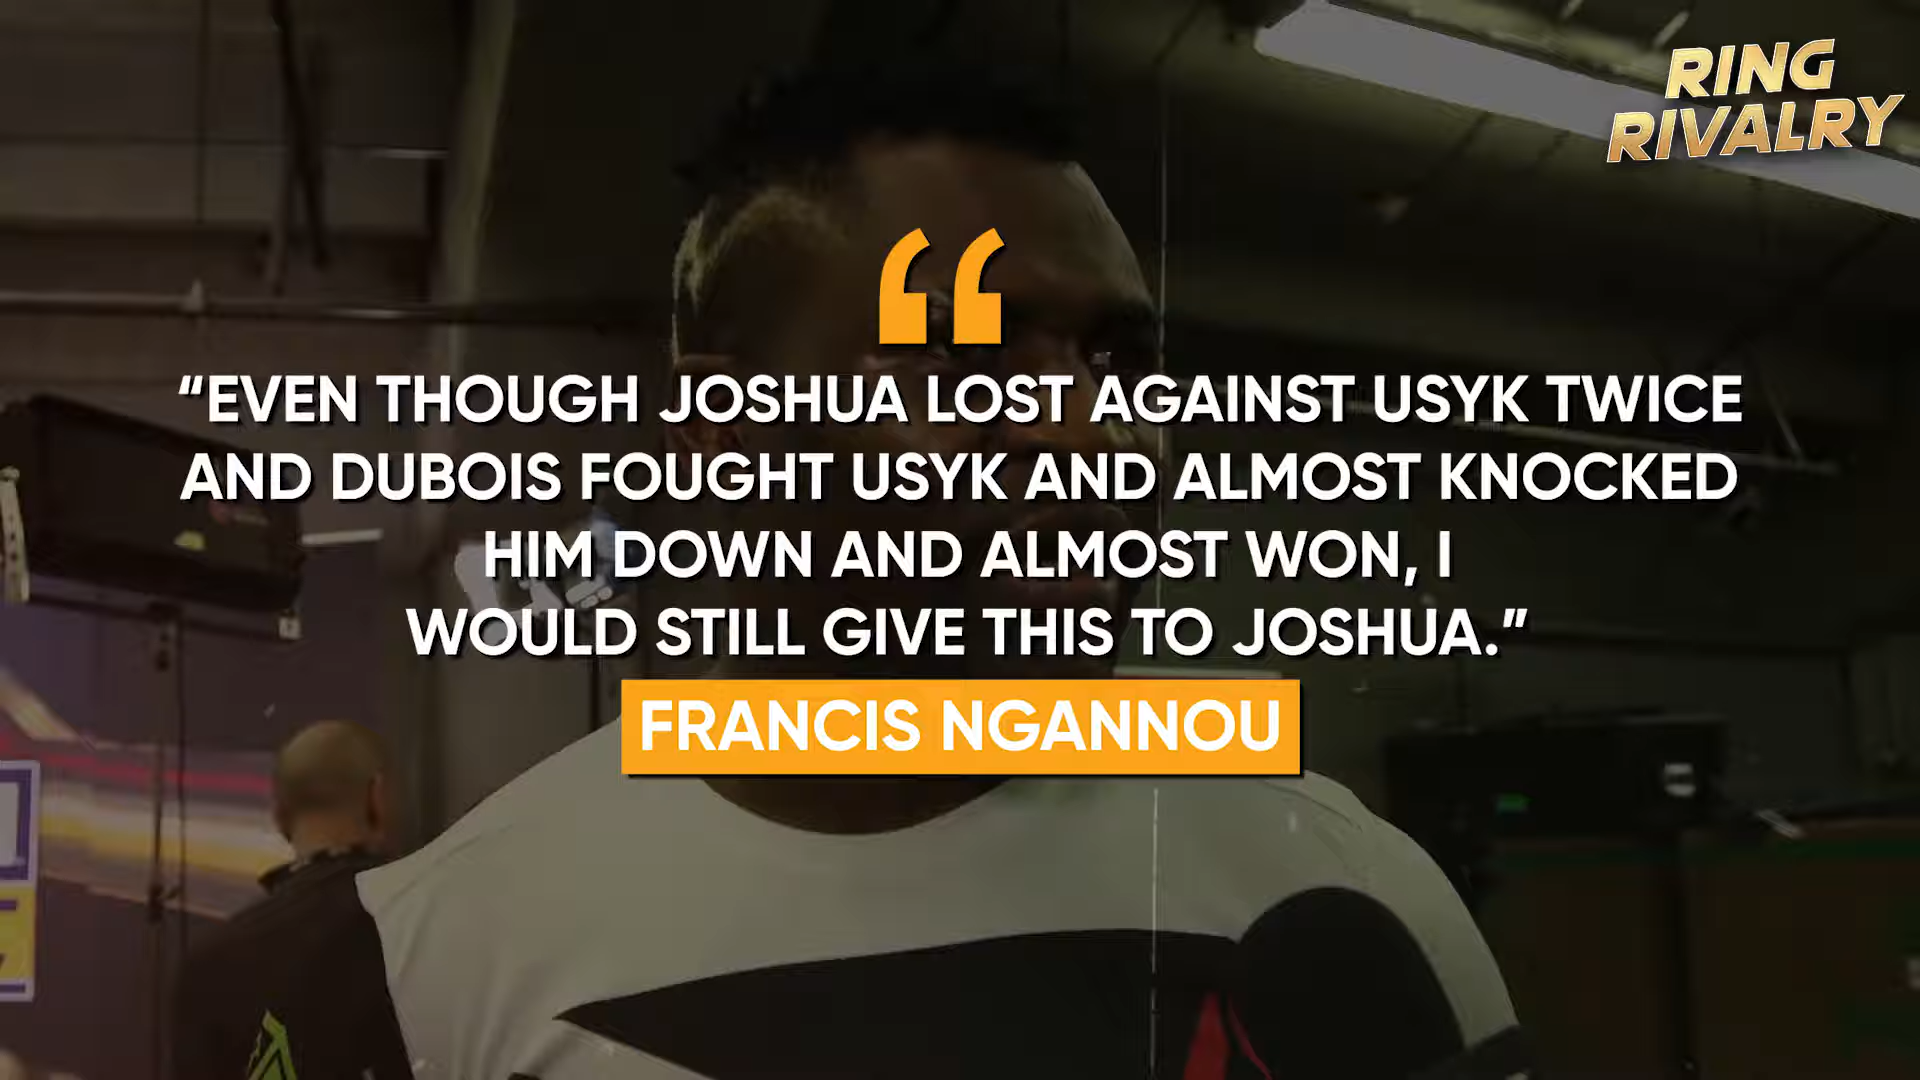 RING
RIVALRY
“EVEN THOUGH JOSHUA LOST AGAINST USYK TWICE
AND DUBOIS FOUGHT USYK AND ALMOST KNOCKED
HIM DOWN AND ALMOST WON, I
WOULD STILL GIVE THIS TO JOSHUA.”
FRANCIS NGANNOU